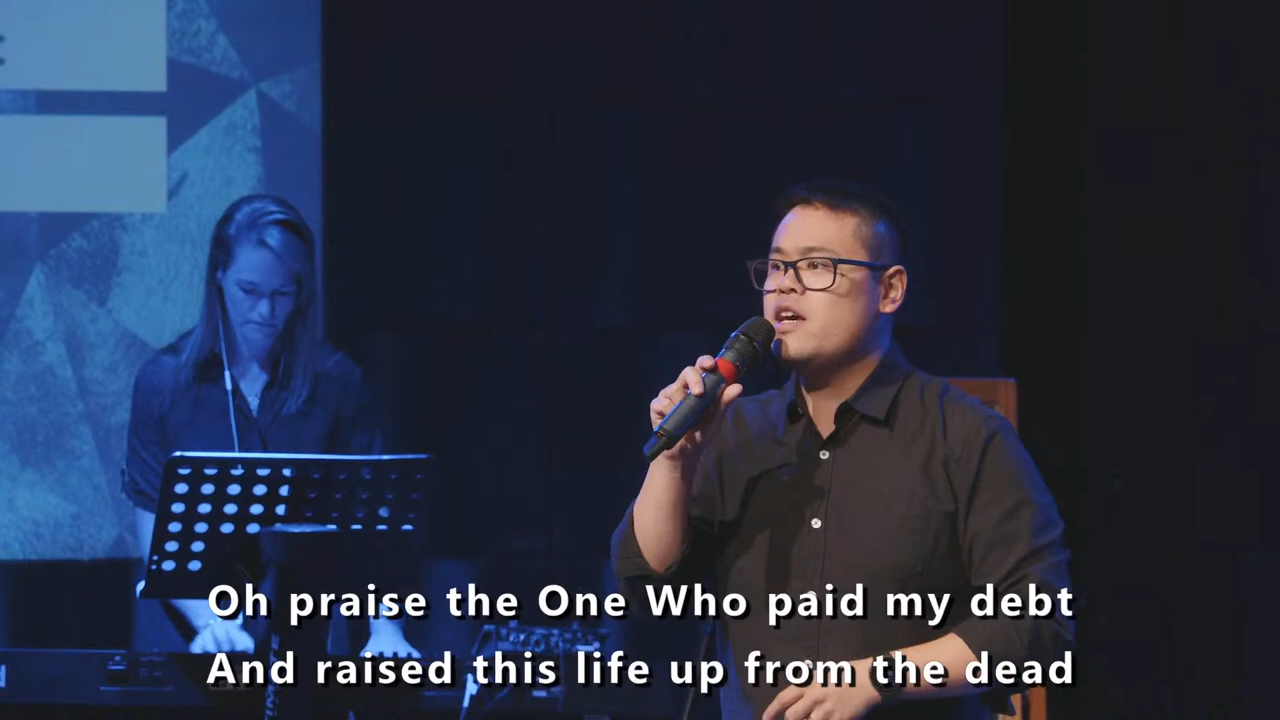 Oh praise the One Who paid my debt
And raised this life up from the dead